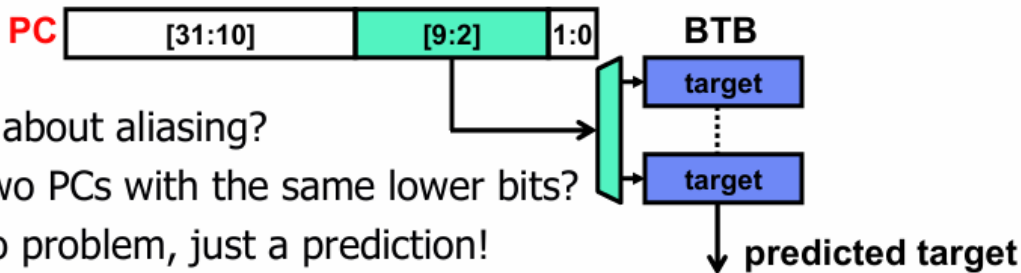 PC [31:10] [9:2] 1:0 BTB
target
about aliasing?
wo PCs with the same lower bits? target
o problem, just a prediction!
predicted target